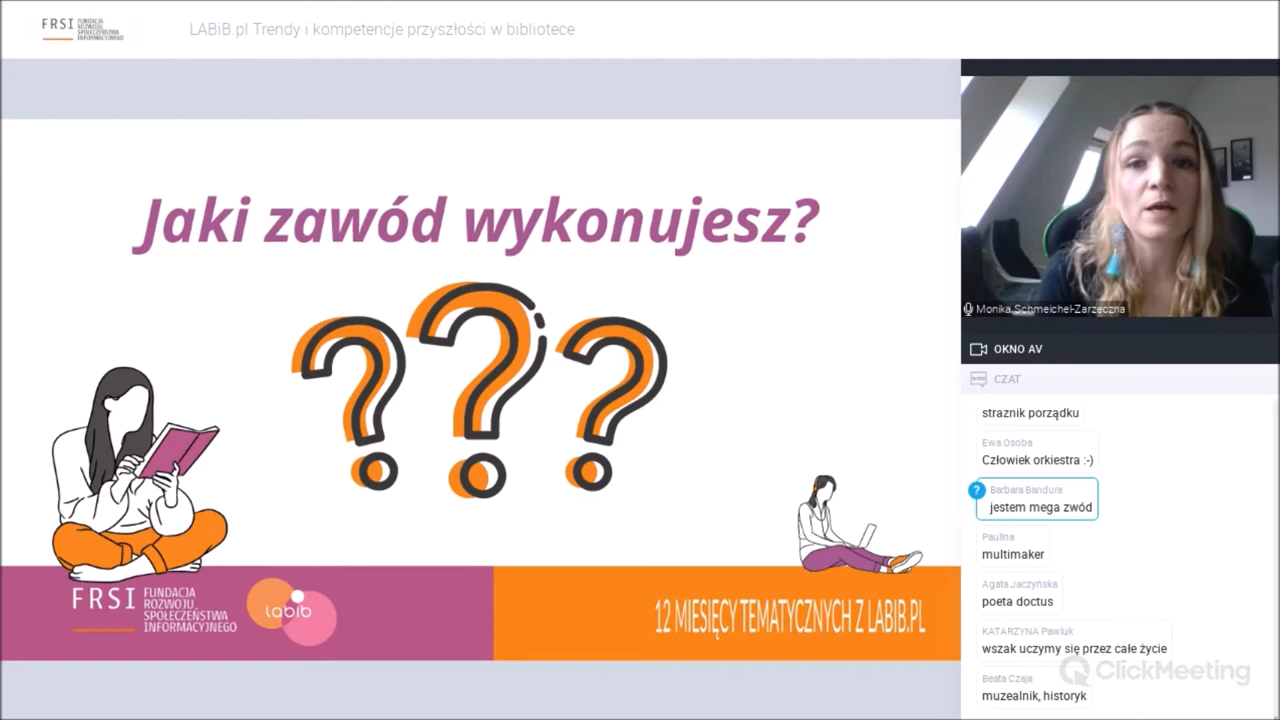 FRSI
FUNDACJA
ROZWOJU
SPOŁECZEŃSTWA
INFORMACYJNEGO
LABiB.pl Trendy i kompetencje przyszłości w bibliotece
Jaki zawód wykonujesz?
???
FRSI
FUNDACJA
ROZWOJU
SPOŁECZEŃSTWA
INFORMACYJNEGO
labib
12 MIESIĘCY TEMATYCZNYCH Z LABIB.PL
Monika Schmeichel-Zarzeczna
OKNO AV
CZAT
straznik porządku
Ewa Osoba
Człowiek orkiestra :-)
?
Barbara Bandura
jestem mega zwód
Paulina
multimaker
Agata Jaczyńska
poeta doctus
KATARZYNA Pawluk
wszak uczymy się przez całe życie
Beata Czaja
muzealnik, historyk
ClickMeeting